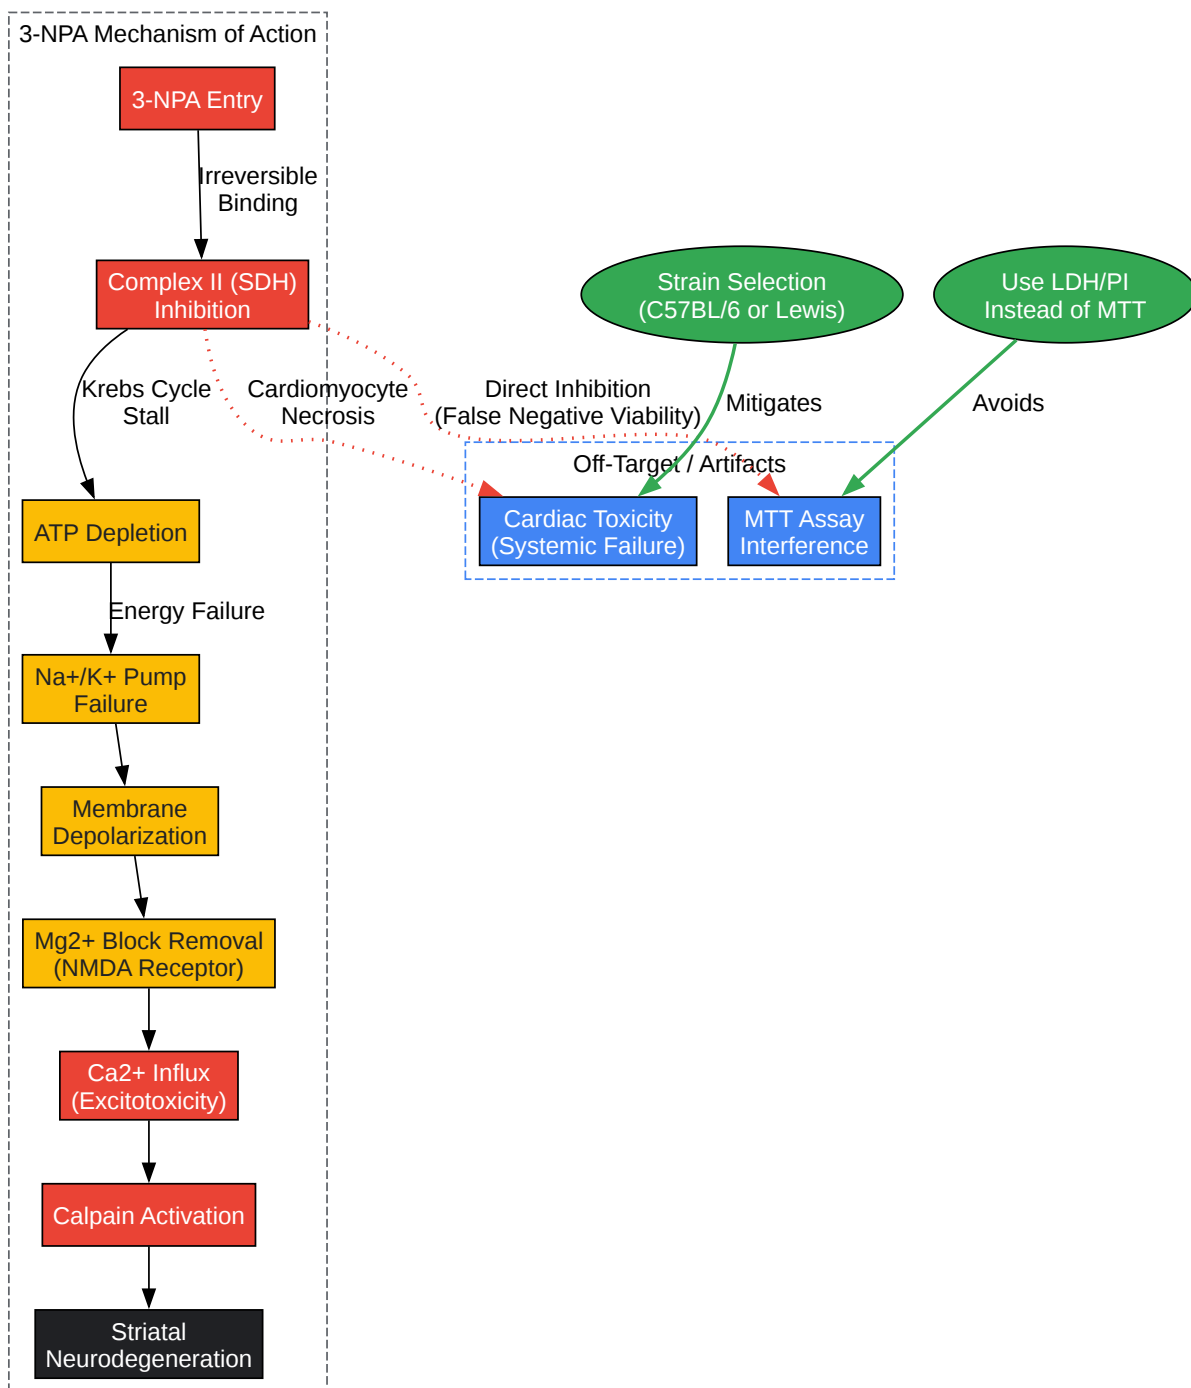 3-NPA Mechanism of Action
3-NPA Entry
Irreversible
Binding
Complex II (SDH)
Inhibition
Strain Selection
(C57BL/6 or Lewis)
Use LDH/PI
Instead of MTT
Krebs Cycle
Stall
Cardiomyocyte
Necrosis
Direct Inhibition
(False Negative Viability)
Mitigates
Avoids
Off-Target / Artifacts
ATP Depletion
Cardiac Toxicity
(Systemic Failure)
MTT Assay
Interference
Energy Failure
Na+/K+ Pump
Failure
Membrane
Depolarization
Mg2+ Block Removal
(NMDA Receptor)
Ca2+ Influx
(Excitotoxicity)
Calpain Activation
Striatal
Neurodegeneration